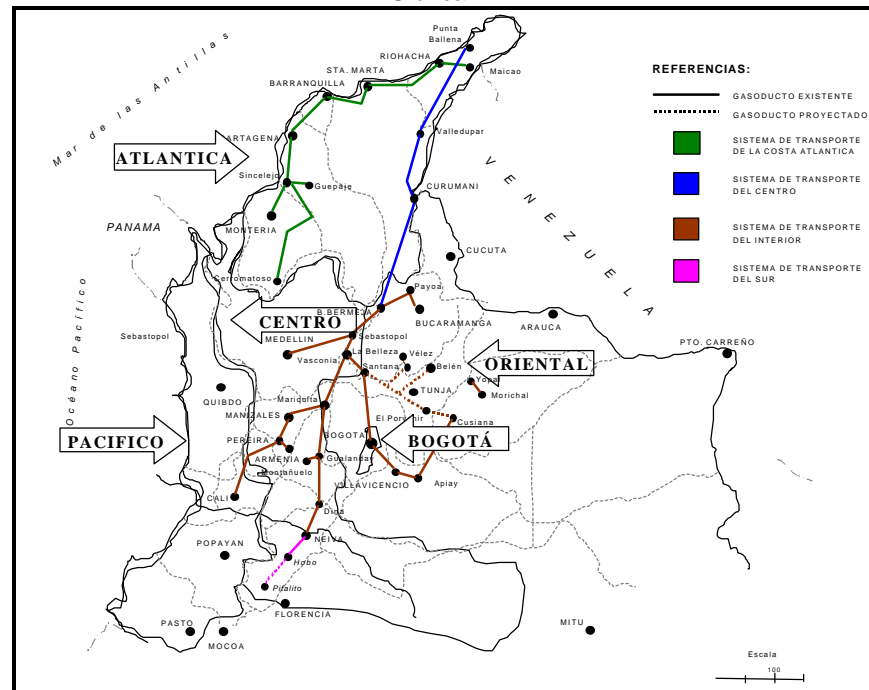 Punta
Ballena
RIOHACHA
Maicao
STA. MARTA
BARRANQUILLA
Mar de las Antillas
ARTAGENA
ATLANTICA
Valledupar
Sincelejo
Guepaje
CURUMANI
VENEZUELA
PANAMA
MONTERIA
CUCUTA
Cerromatoso
Payoa
B.BERMEJA
BUCARAMANGA
ARAUCA
CENTRO
Océano Pacífico
Sebastopol
MEDELLIN
Sebastopol
PTO. CARREÑO
Vasconia
La Belleza
Vélez
Santana
Belén
ORIENTAL
Yopal
Morichal
QUIBDO
TUNJA
Mariquita
MANIZALES
El Porvenir
Cusiana
PACIFICO
PEREIRA
BOGOTA
BOGOTÁ
ARMENIA
Gualanday
Montañuelo
VILLAVICENCIO
Apiay
CALI
Dina
NEIVA
POPAYAN
Hobo
Pitalito
FLORENCIA
PASTO
MOCOA
MITU
REFERENCIAS:
GASODUCTO EXISTENTE
GASODUCTO PROYECTADO
SISTEMA DE TRANSPORTE
DE LA COSTA ATLANTICA
SISTEMA DE TRANSPORTE
DEL CENTRO
SISTEMA DE TRANSPORTE
DEL INTERIOR
SISTEMA DE TRANSPORTE
DEL SUR
Escala
100